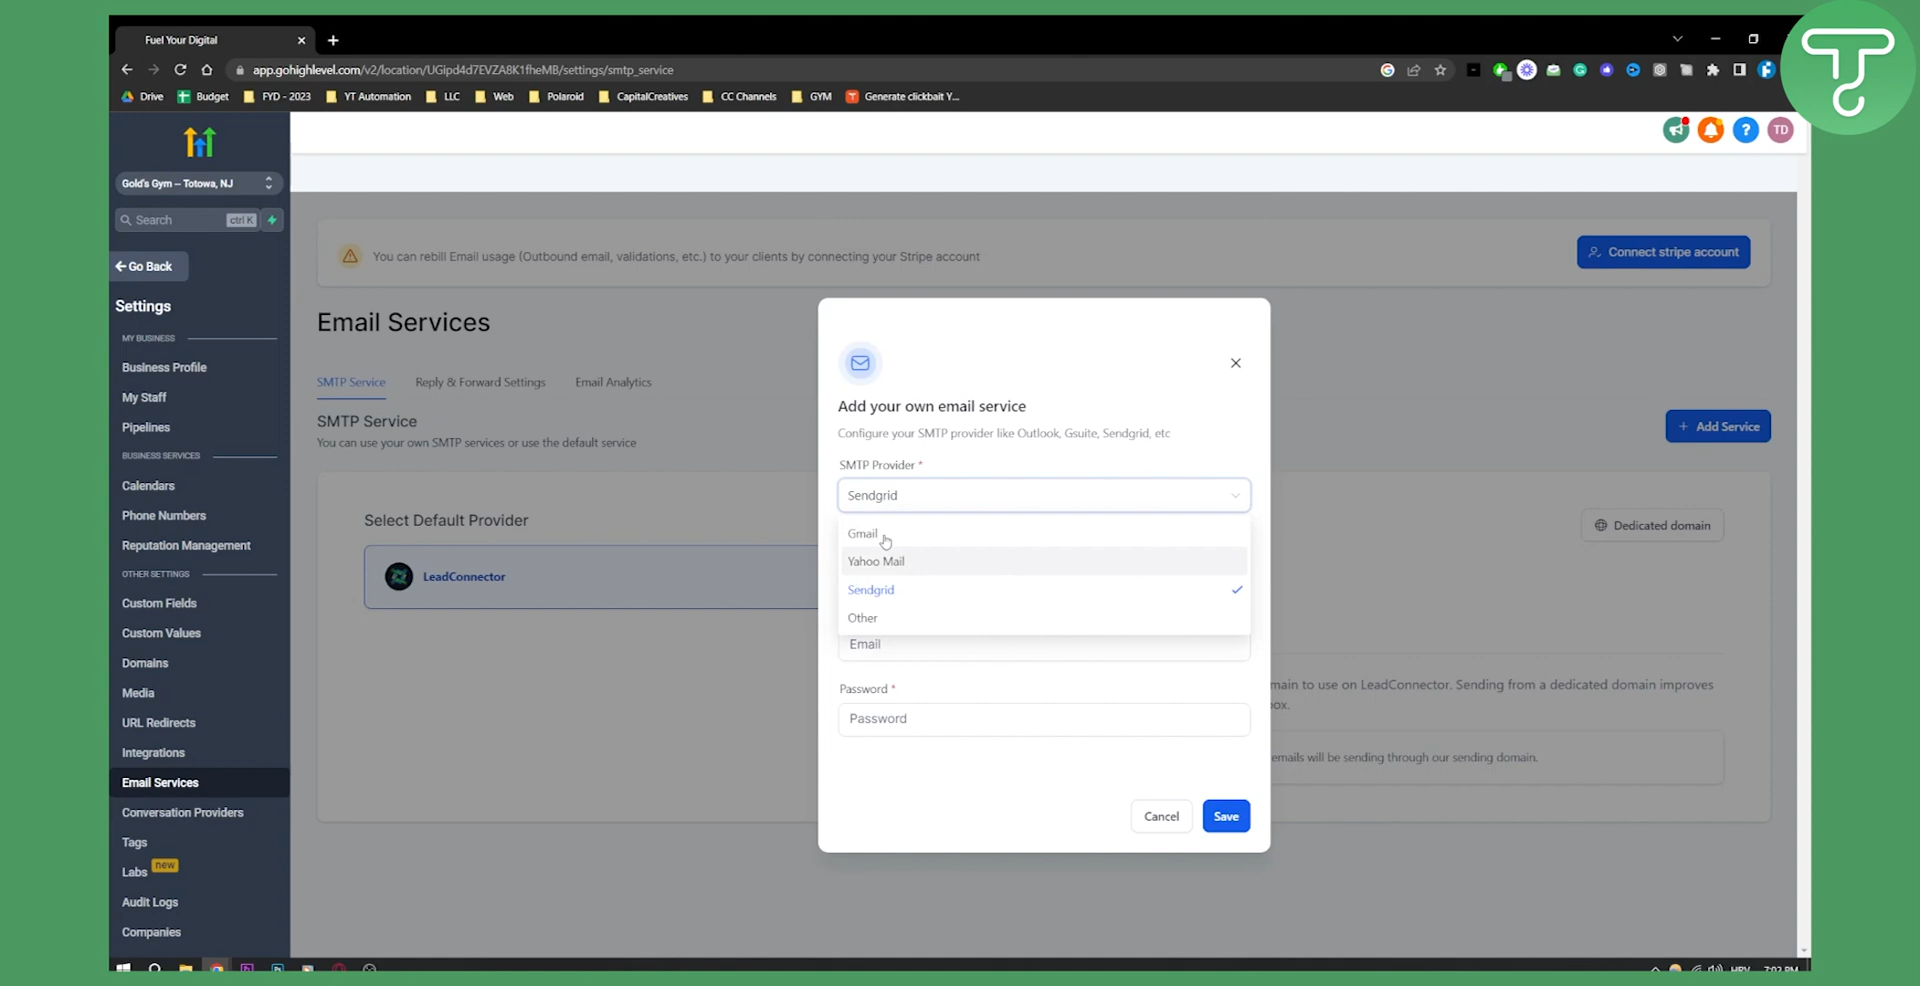 Fuel Your Digital
app.gohighlevel.com/v2/location/UGlpd4d7EVZA8K1fheMB/settings/smtp_service
Drive Budget FYD - 2023 YT Automation LLC Web Polaroid CapitalCreatives CC Channels GYM Generate clickbait Y...
TD
Gold's Gym -- Totowa, NJ
Search ctrl K
Go Back
Settings
MY BUSINESS
Business Profile
My Staff
Pipelines
BUSINESS SERVICES
Calendars
Phone Numbers
Reputation Management
OTHER SETTINGS
Custom Fields
Custom Values
Domains
Media
URL Redirects
Integrations
Email Services
Conversation Providers
Tags
Labs new
Audit Logs
Companies
You can rebill Email usage (Outbound email, validations, etc.) to your clients by connecting your Stripe account
Connect stripe account
Email Services
SMTP Service Reply & Forward Settings Email Analytics
SMTP Service
You can use your own SMTP services or use the default service
+ Add Service
Select Default Provider
LeadConnector
Dedicated domain
main to use on LeadConnector. Sending from a dedicated domain improves
box.
emails will be sending through our sending domain.
Add your own email service
Configure your SMTP provider like Outlook, Gsuite, Sendgrid, etc
SMTP Provider *
Sendgrid
Gmail
Yahoo Mail
Sendgrid
Other
Email
Password *
Password
Cancel Save
HRV 7:02 PM